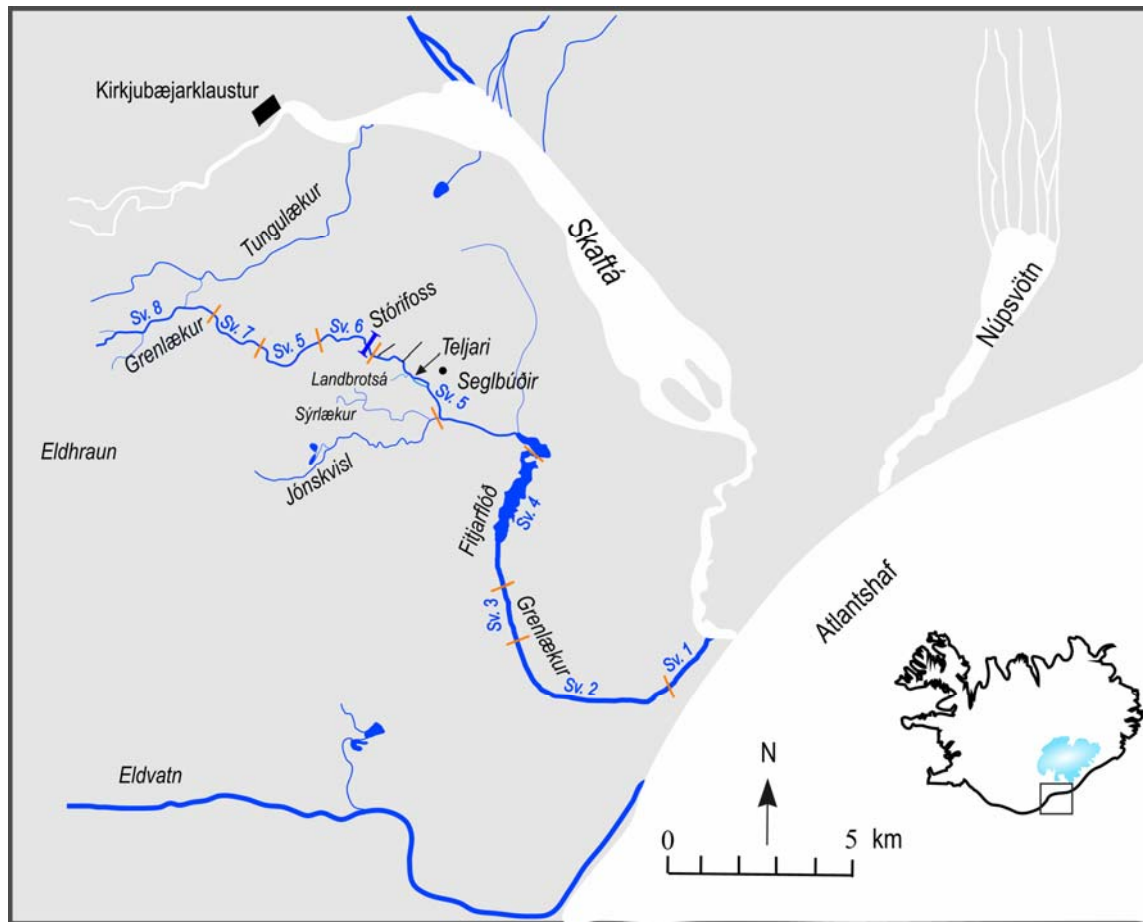 Kirkjubæjarklaustur
Tungulækur
Skaftá
Núpsvötn
Sv. 8
Grenlækur
Sv. 7
Sv. 5
Sv. 6
Stórifoss
Teljari
Landbrotsá
Seglbúðir
Sv. 5
Sýrlækur
Eldhraun
Jónskvisl
Fitjarflóð
Sv. 4
Sv. 3
Grenlækur
Sv. 2
Sv. 1
Atlantshaf
Eldvatn
N
0 5 km